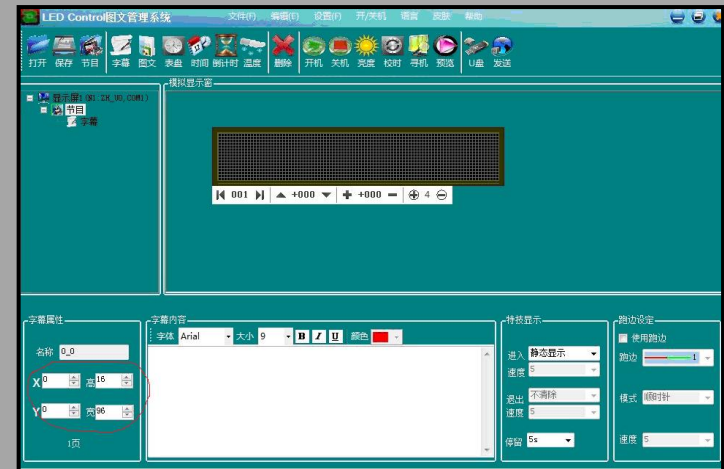 LED Control图文管理系统 文件(F) 编辑(E) 设置(P) 开/关机 语言 皮肤 帮助
打开 保存 节目 字幕 图文 表盘 时间 倒计时 温度 删除 开机 关机 亮度 校时 寻机 预览 U盘 发送
模拟显示窗
显示屏1(N1:ZH_U0,COM1)
节目
字幕
001 +000 +000 4
字幕属性
名称 0_0
X 0 高 16
Y 0 宽 96
1页
字幕内容
字体 Arial 大小 9 B I U 颜色
特技显示
进入 静态显示
速度 5
退出 不清除
速度 5
停留 5s
跑边设定
使用跑边
跑边 1
模式 顺时针
速度 5